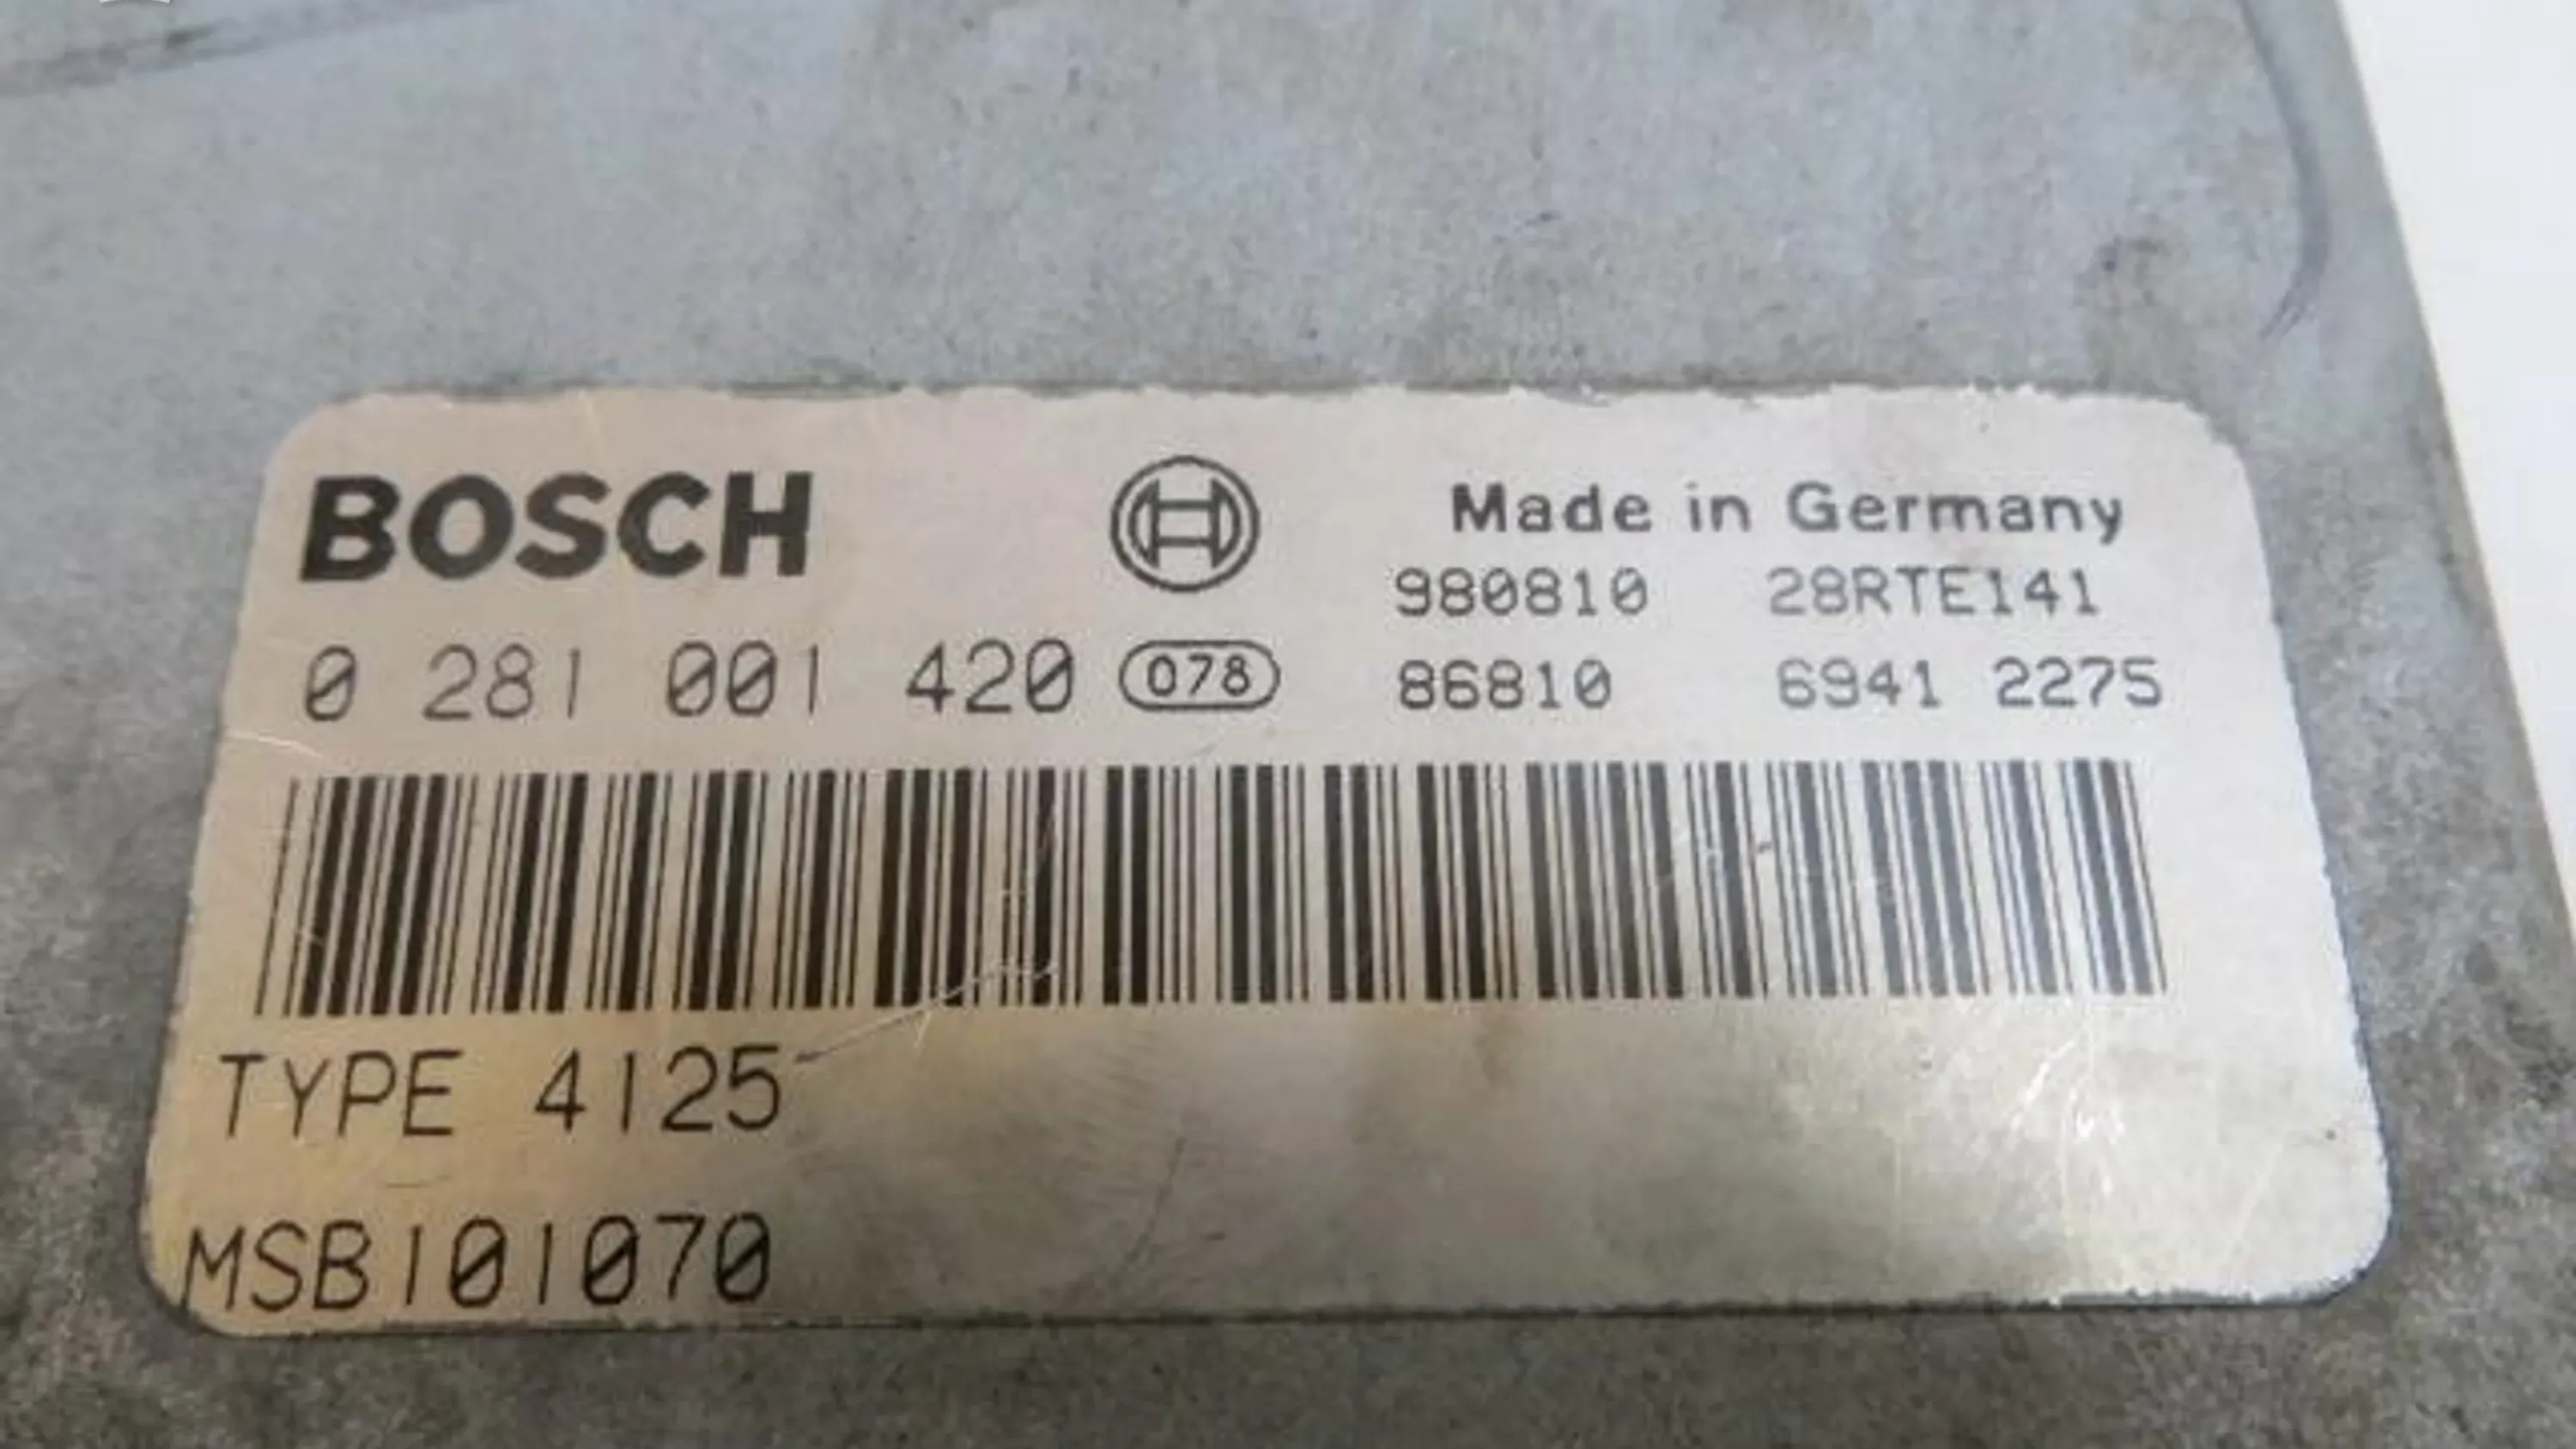 BOSCH
Made in Germany
980810 28RTE141
0 281 001 420 078
86810 6941 2275
TYPE 4125
MSB101070